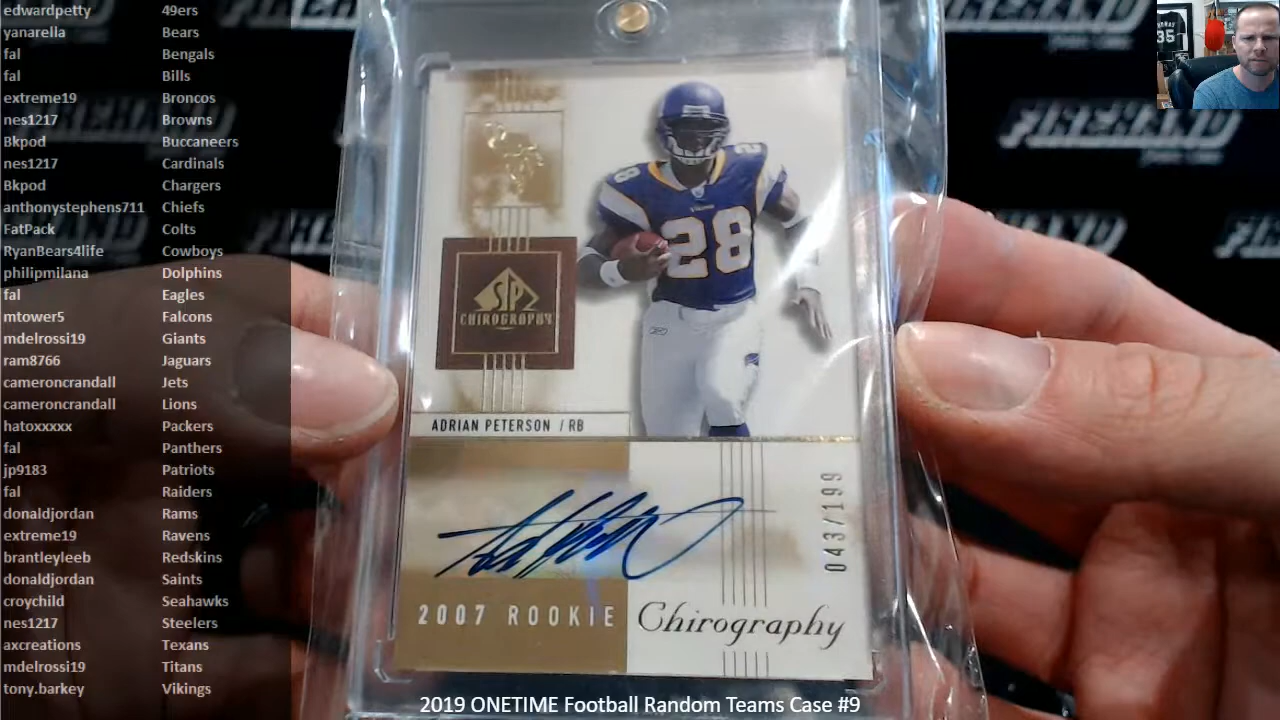 edwardpetty 49ers
yanarella Bears
fal Bengals
fal Bills
extreme19 Broncos
nes1217 Browns
Bkpod Buccaneers
nes1217 Cardinals
Bkpod Chargers
anthonystephens711 Chiefs
FatPack Colts
RyanBears4life Cowboys
philipmilana Dolphins
fal Eagles
mtower5 Falcons
mdelrossi19 Giants
ram8766 Jaguars
cameroncrandall Jets
cameroncrandall Lions
hatoxxxxx Packers
fal Panthers
jp9183 Patriots
fal Raiders
donaldjordan Rams
extreme19 Ravens
brantleyleeb Redskins
donaldjordan Saints
croychild Seahawks
nes1217 Steelers
axcreations Texans
mdelrossi19 Titans
tony.barkey Vikings
28
28
28
SP
CHIROGRAPHY
ADRIAN PETERSON / RB
043/199
2007 ROOKIE
Chirography
2019 ONETIME Football Random Teams Case #9
FIREHAND
35